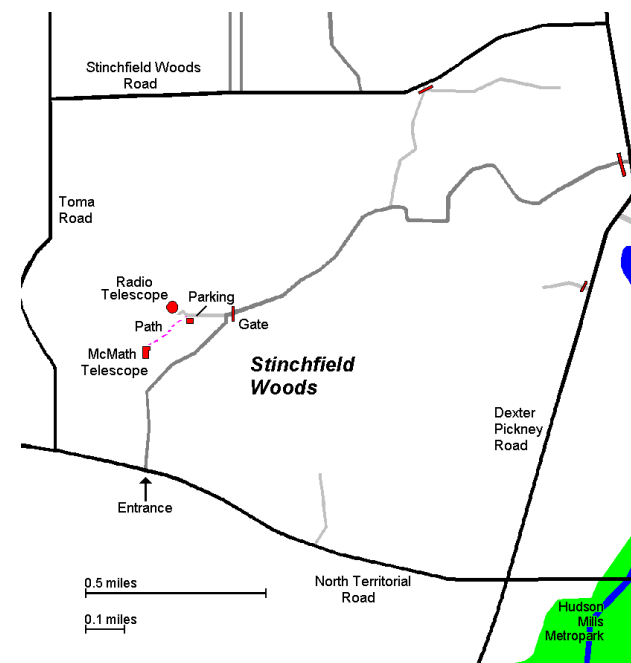 Stinchfield Woods
Road
Toma
Road
Radio
Telescope
Parking
Path
Gate
McMath
Telescope
Stinchfield
Woods
Dexter
Pickney
Road
Entrance
0.5 miles
0.1 miles
North Territorial
Road
Hudson
Mills
Metropark